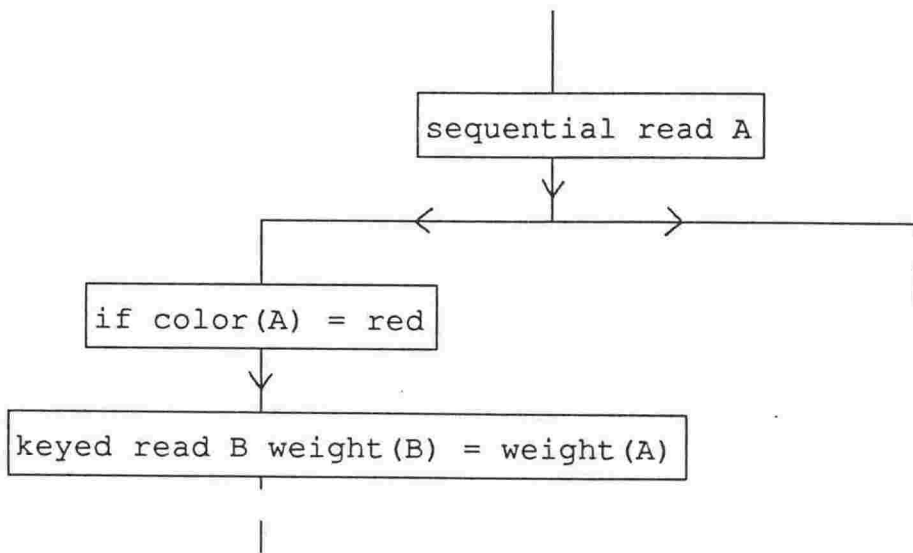 sequential read A
if color(A) = red
keyed read B weight(B) = weight(A)